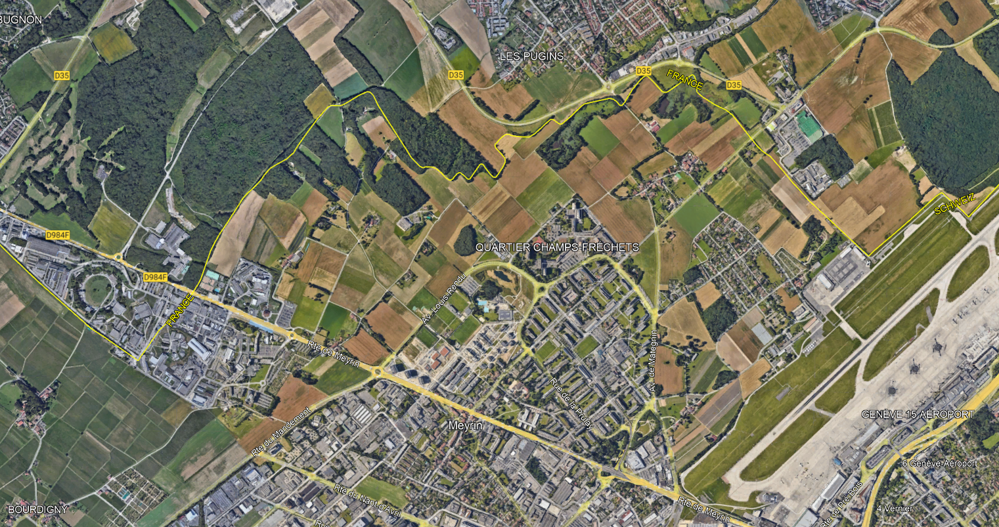 BUGNON
LES PUGINS
D35
D35
D35
FRANCE
D35
SCHWEIZ
D984F
QUARTIER CHAMPS-FRÉCHETS
D984F
Av. Louis-Rendu
FRANCE
Rte de Meyrin
Av. de Mategnin
Rue de la Prulay
GENÈVE 15 AÉROPORT
Meyrin
Rte du Mandement
6 Genève-Aéroport
Rte du Nant-d'Avril
Rte de Meyrin
Rte de Pré-Bois
BOURDIGNY
4 Vernier